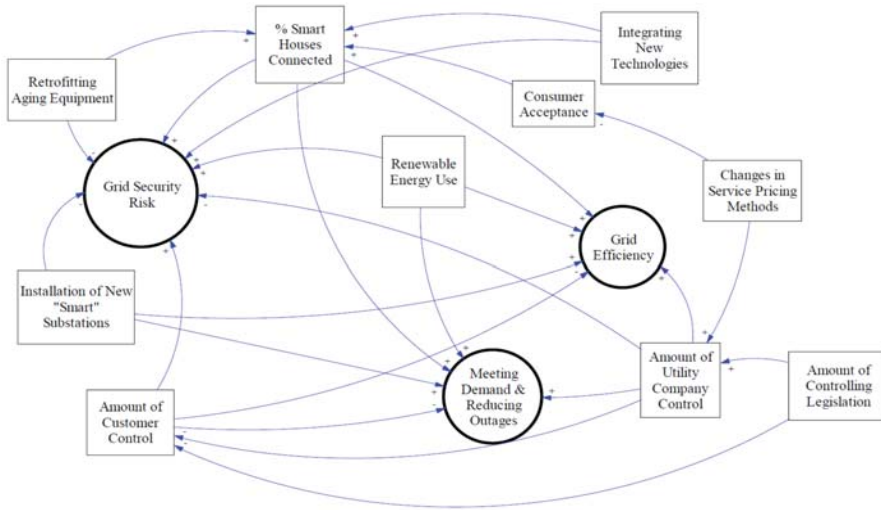 % Smart
Houses
Connected
Integrating
New
Technologies
Retrofitting
Aging Equipment
Consumer
Acceptance
Grid Security
Risk
Renewable
Energy Use
Changes in
Service Pricing
Methods
Grid
Efficiency
Installation of New
"Smart"
Substations
Meeting
Demand &
Reducing
Outages
Amount of
Utility
Company
Control
Amount of
Controlling
Legislation
Amount of
Customer
Control